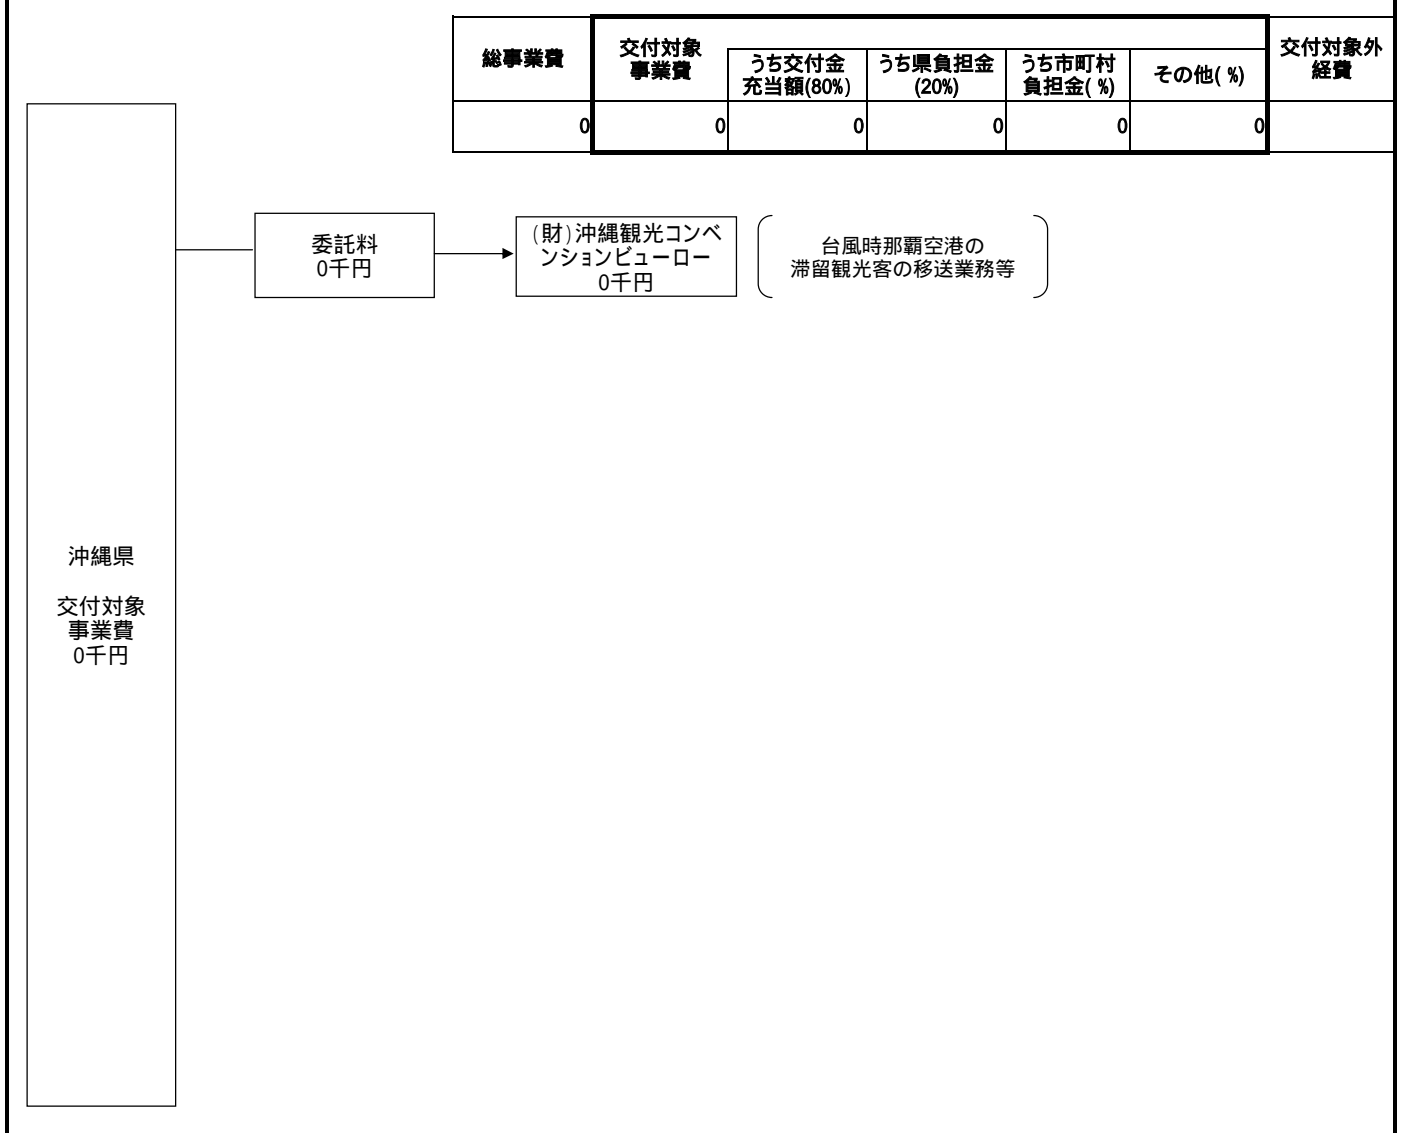 総事業費
交付対象
事業費
うち交付金
充当額(80%)
うち県負担金
(20%)
うち市町村
負担金( %)
その他( %)
交付対象外
経費
0 0 0 0 0 0
委託料
0千円
(財)沖縄観光コンベ
ンションビューロー
0千円
台風時那覇空港の
滞留観光客の移送業務等
沖縄県
交付対象
事業費
0千円